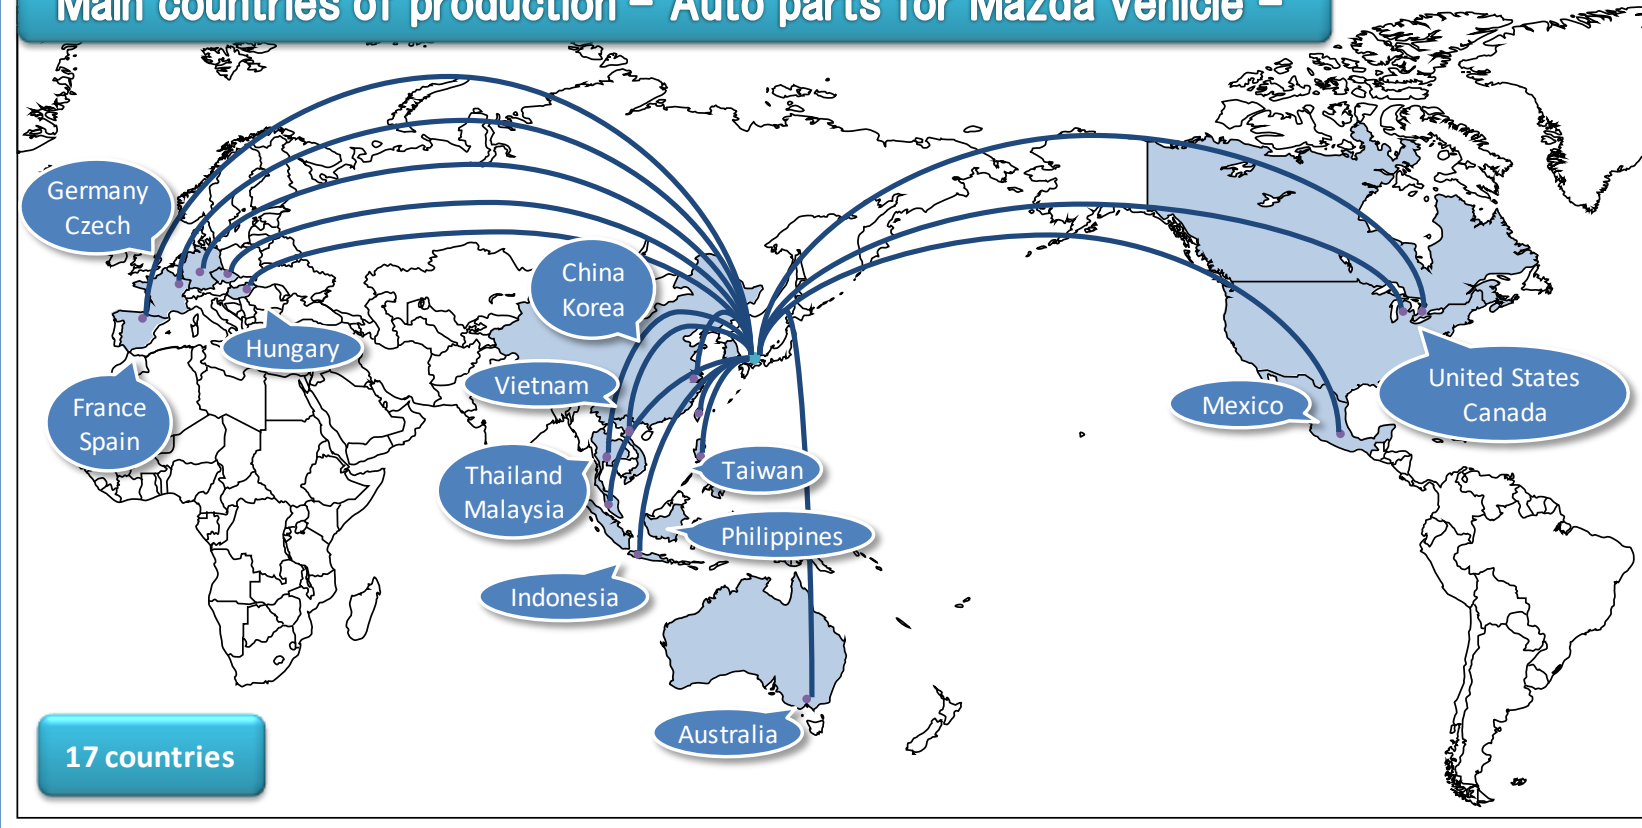 Main countries of production － Auto parts for Mazda Vehicle －
Germany
Czech
China
Korea
Hungary
Vietnam
France
Spain
United States
Canada
Mexico
Thailand
Malaysia
Taiwan
Philippines
Indonesia
Australia
17 countries